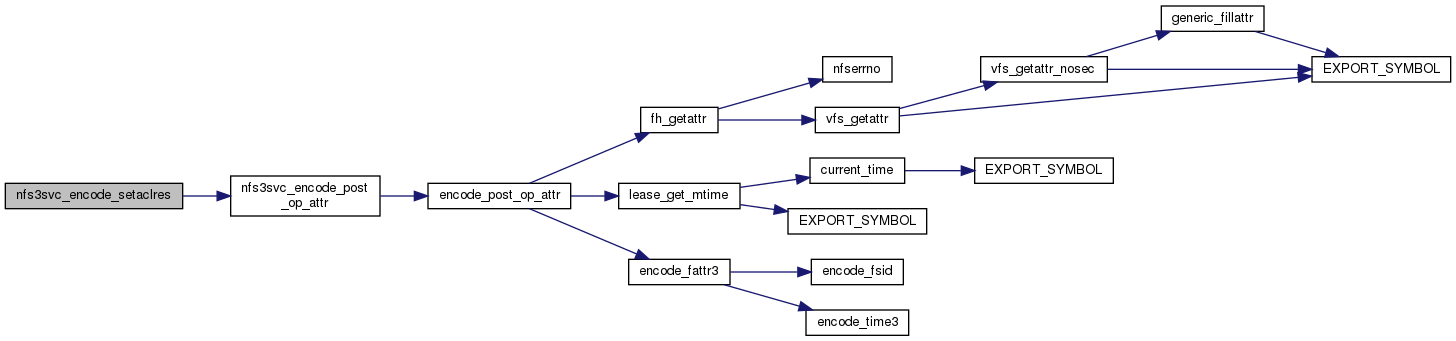 nfs3svc_encode_setaclres
nfs3svc_encode_post
_op_attr
encode_post_op_attr
fh_getattr
nfserrno
vfs_getattr
vfs_getattr_nosec
generic_fillattr
EXPORT_SYMBOL
lease_get_mtime
current_time
EXPORT_SYMBOL
EXPORT_SYMBOL
encode_fattr3
encode_fsid
encode_time3